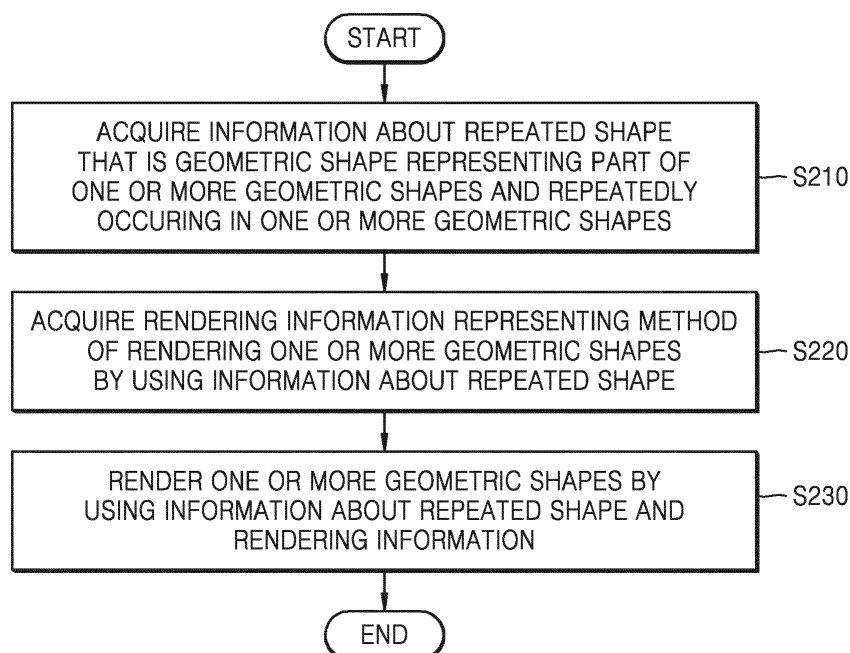 START
ACQUIRE INFORMATION ABOUT REPEATED SHAPE
THAT IS GEOMETRIC SHAPE REPRESENTING PART OF
ONE OR MORE GEOMETRIC SHAPES AND REPEATEDLY
OCCURING IN ONE OR MORE GEOMETRIC SHAPES
S210
ACQUIRE RENDERING INFORMATION REPRESENTING METHOD
OF RENDERING ONE OR MORE GEOMETRIC SHAPES
BY USING INFORMATION ABOUT REPEATED SHAPE
S220
RENDER ONE OR MORE GEOMETRIC SHAPES BY
USING INFORMATION ABOUT REPEATED SHAPE AND
RENDERING INFORMATION
S230
END